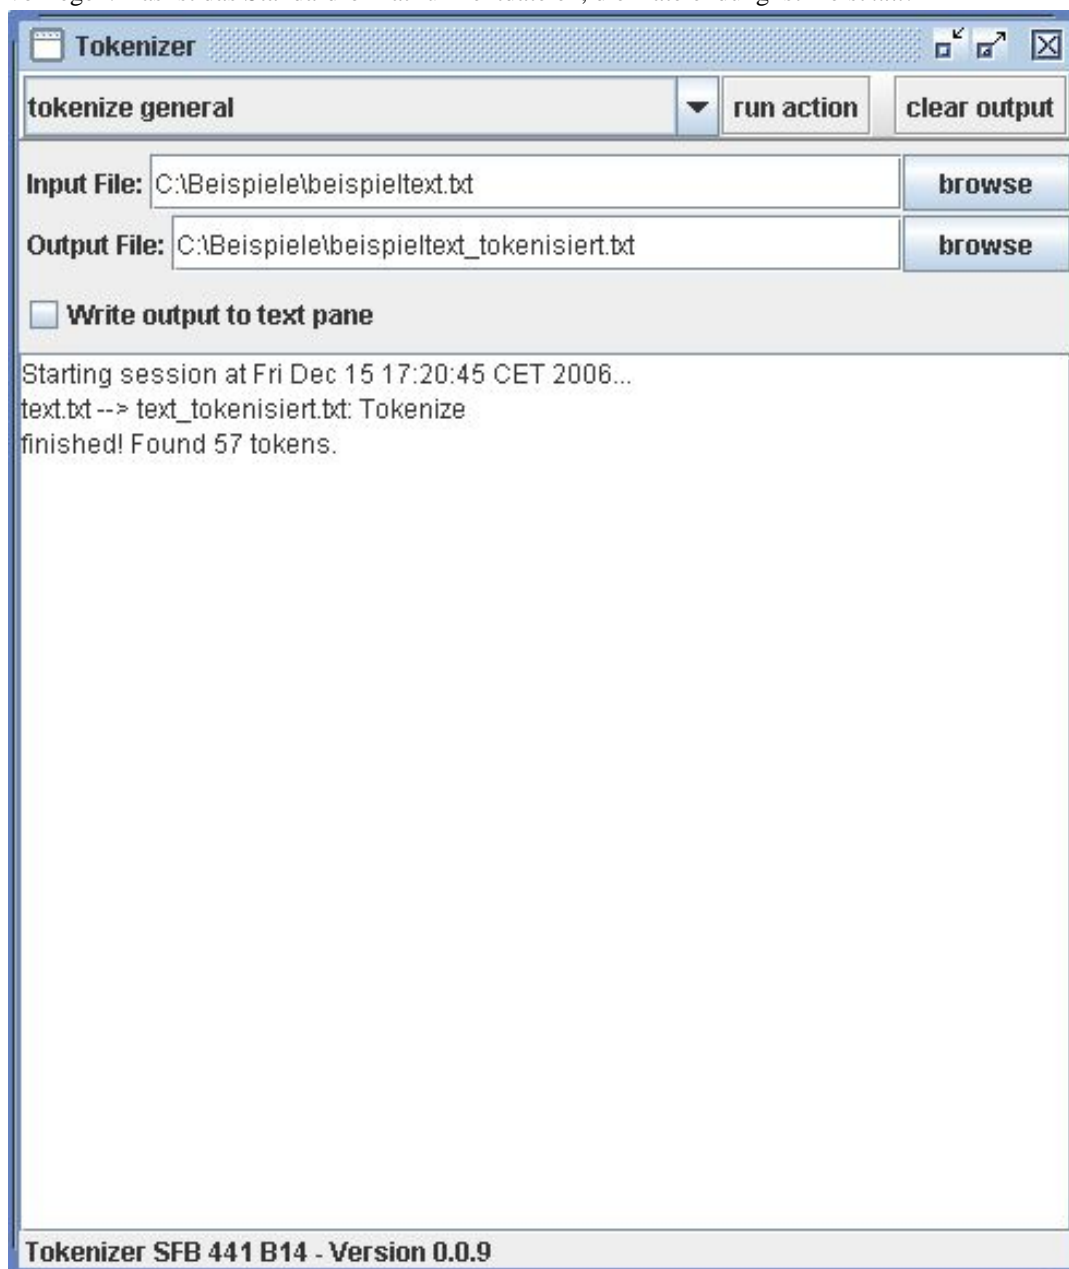 Tokenizer
tokenize general run action clear output
Input File: C:\Beispiele\beispieltext.txt browse
Output File: C:\Beispiele\beispieltext_tokenisiert.txt browse
Write output to text pane
Starting session at Fri Dec 15 17:20:45 CET 2006...
text.txt --> text_tokenisiert.txt: Tokenize
finished! Found 57 tokens.
Tokenizer SFB 441 B14 - Version 0.0.9